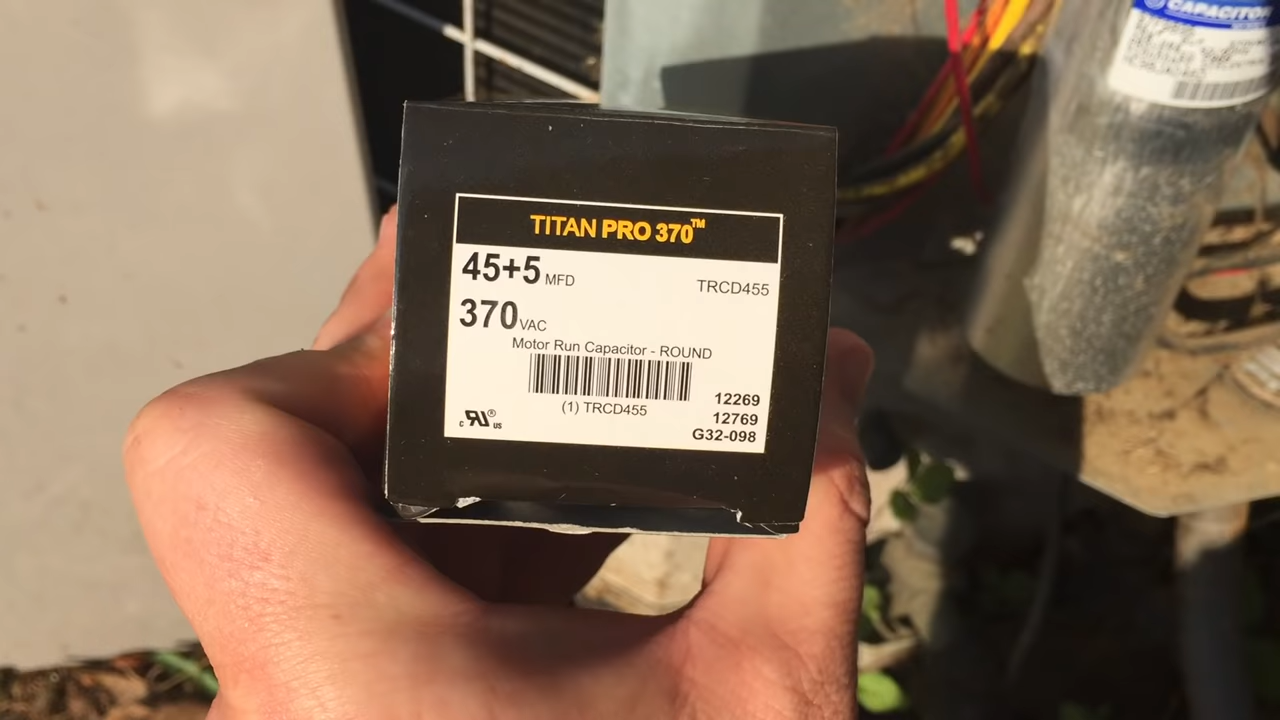 TITAN PRO 370™
45+5 MFD
TRCD455
370 VAC
Motor Run Capacitor - ROUND
(1) TRCD455
12269
12769
G32-098
c RU® US
CAPACITOR